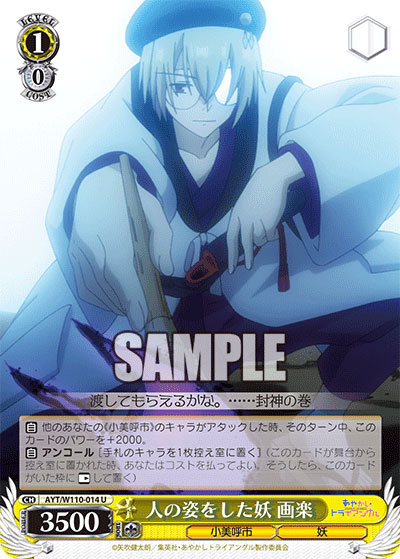 LEVEL
1
0
COST
SAMPLE
渡してもらえるかな。……封神の巻
【自】 他のあなたの《小美呼市》のキャラがアタックした時、そのターン中、こ
のカードのパワーを+2000。
【自】 アンコール [手札のキャラを1枚控え室に置く] (このカードが舞台から
控え室に置かれた時、あなたはコストを払ってよい。そうしたら、このカー
ドがいた枠にレストして置く)
AYT/W110-014 U
人の姿をした妖 画楽
あやかしトライアングル
3500
小美呼市
妖
©矢吹健太朗/集英社・あやかしトライアングル製作委員会